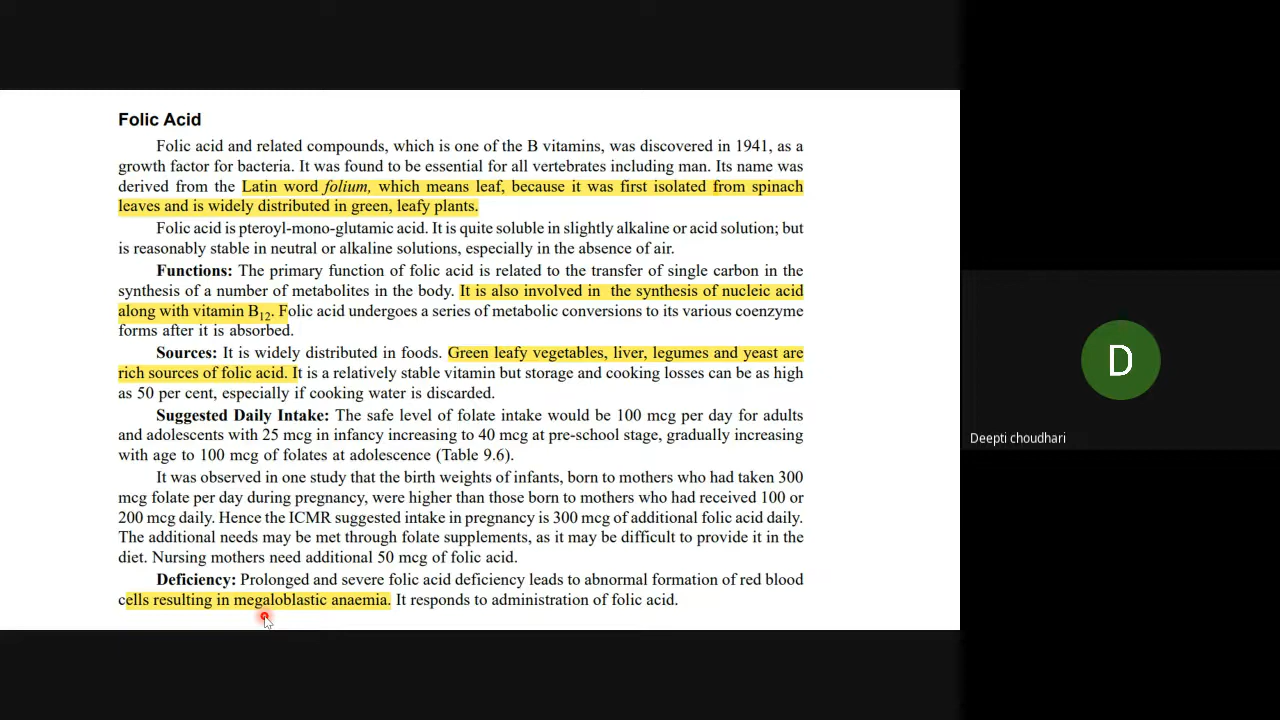 Folic Acid
Folic acid and related compounds, which is one of the B vitamins, was discovered in 1941, as a
growth factor for bacteria. It was found to be essential for all vertebrates including man. Its name was
derived from the Latin word folium, which means leaf, because it was first isolated from spinach
leaves and is widely distributed in green, leafy plants.
Folic acid is pteroyl-mono-glutamic acid. It is quite soluble in slightly alkaline or acid solution; but
is reasonably stable in neutral or alkaline solutions, especially in the absence of air.
Functions: The primary function of folic acid is related to the transfer of single carbon in the
synthesis of a number of metabolites in the body. It is also involved in the synthesis of nucleic acid
along with vitamin B12. Folic acid undergoes a series of metabolic conversions to its various coenzyme
forms after it is absorbed.
Sources: It is widely distributed in foods. Green leafy vegetables, liver, legumes and yeast are
rich sources of folic acid. It is a relatively stable vitamin but storage and cooking losses can be as high
as 50 per cent, especially if cooking water is discarded.
Suggested Daily Intake: The safe level of folate intake would be 100 mcg per day for adults
and adolescents with 25 mcg in infancy increasing to 40 mcg at pre-school stage, gradually increasing
with age to 100 mcg of folates at adolescence (Table 9.6).
It was observed in one study that the birth weights of infants, born to mothers who had taken 300
mcg folate per day during pregnancy, were higher than those born to mothers who had received 100 or
200 mcg daily. Hence the ICMR suggested intake in pregnancy is 300 mcg of additional folic acid daily.
The additional needs may be met through folate supplements, as it may be difficult to provide it in the
diet. Nursing mothers need additional 50 mcg of folic acid.
Deficiency: Prolonged and severe folic acid deficiency leads to abnormal formation of red blood
cells resulting in megaloblastic anaemia. It responds to administration of folic acid.
D
Deepti choudhari